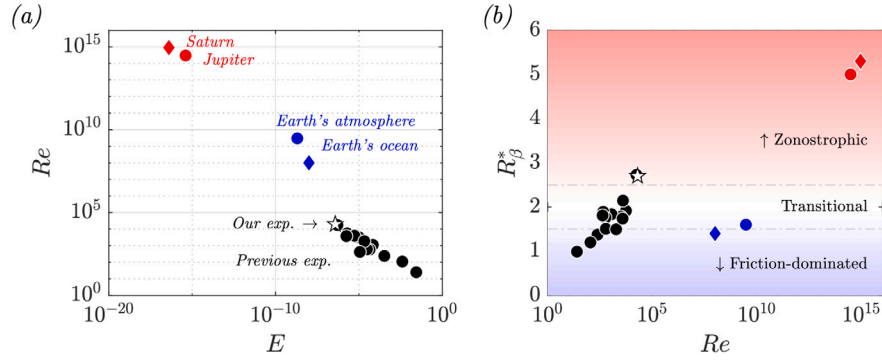 (a)
10^15
10^10
10^5
10^0
Re
Saturn
Jupiter
Earth's atmosphere
Earth's ocean
Our exp. →
Previous exp.
10^-20
10^-10
10^0
E
(b)
6
5
4
3
2
1
0
R*_β
↑ Zonostrophic
Transitional
↓ Friction-dominated
10^0
10^5
10^10
10^15
Re